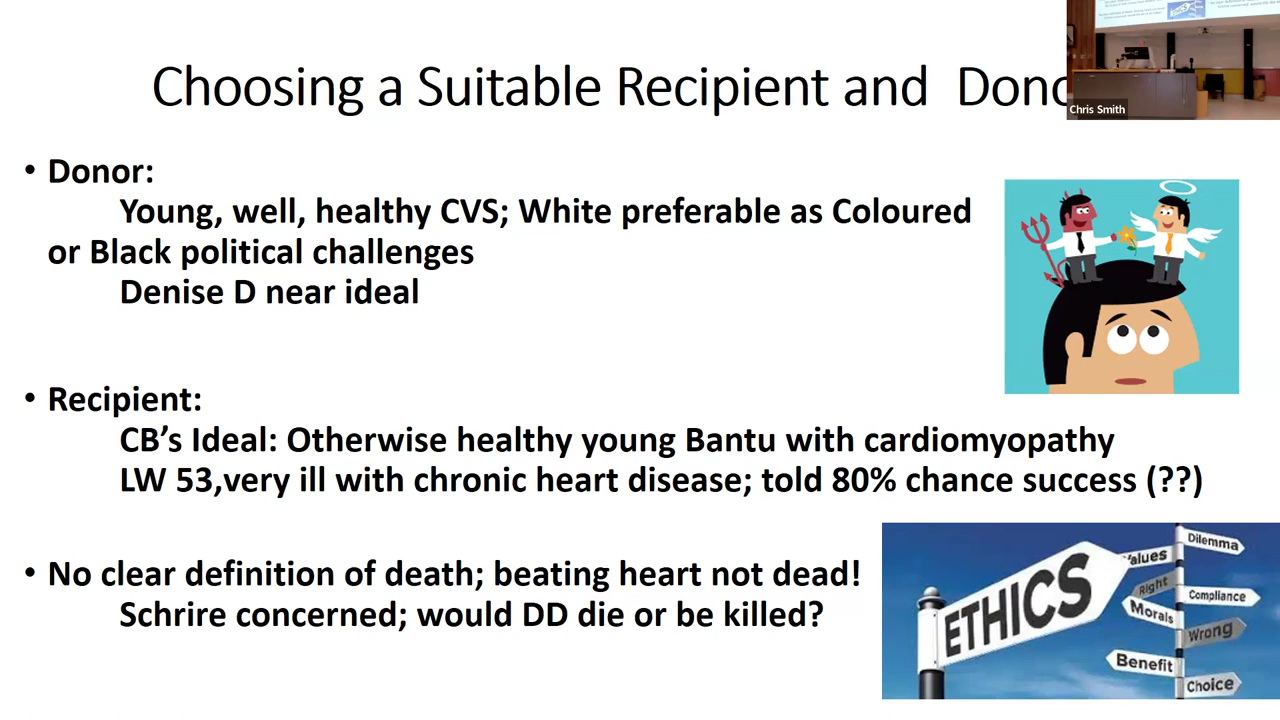 Choosing a Suitable Recipient and Dono
Chris Smith
• Donor:
Young, well, healthy CVS; White preferable as Coloured
or Black political challenges
Denise D near ideal
• Recipient:
CB's Ideal: Otherwise healthy young Bantu with cardiomyopathy
LW 53,very ill with chronic heart disease; told 80% chance success (??)
• No clear definition of death; beating heart not dead!
Schrire concerned; would DD die or be killed?
ETHICS
Dilemma
Values
Right
Compliance
Morals
Wrong
Benefit
Choice